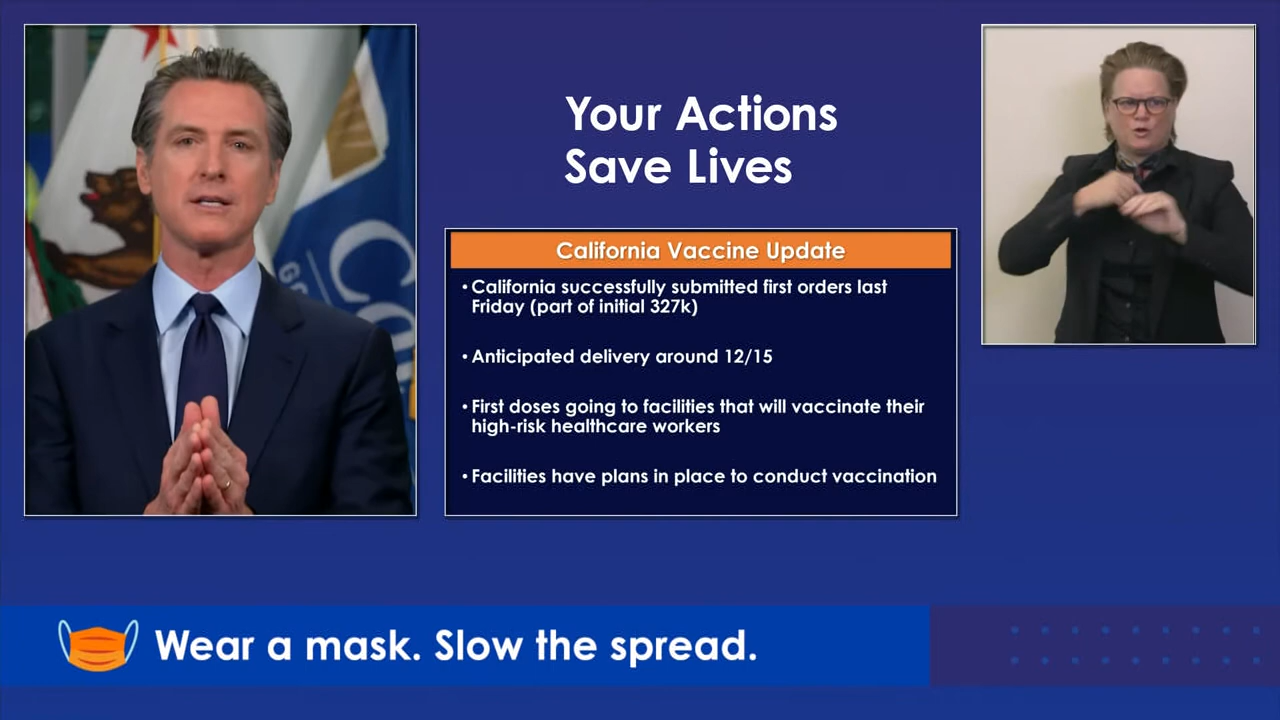 Your Actions
Save Lives
California Vaccine Update
• California successfully submitted first orders last
Friday (part of initial 327k)
• Anticipated delivery around 12/15
• First doses going to facilities that will vaccinate their
high-risk healthcare workers
• Facilities have plans in place to conduct vaccination
Wear a mask. Slow the spread.